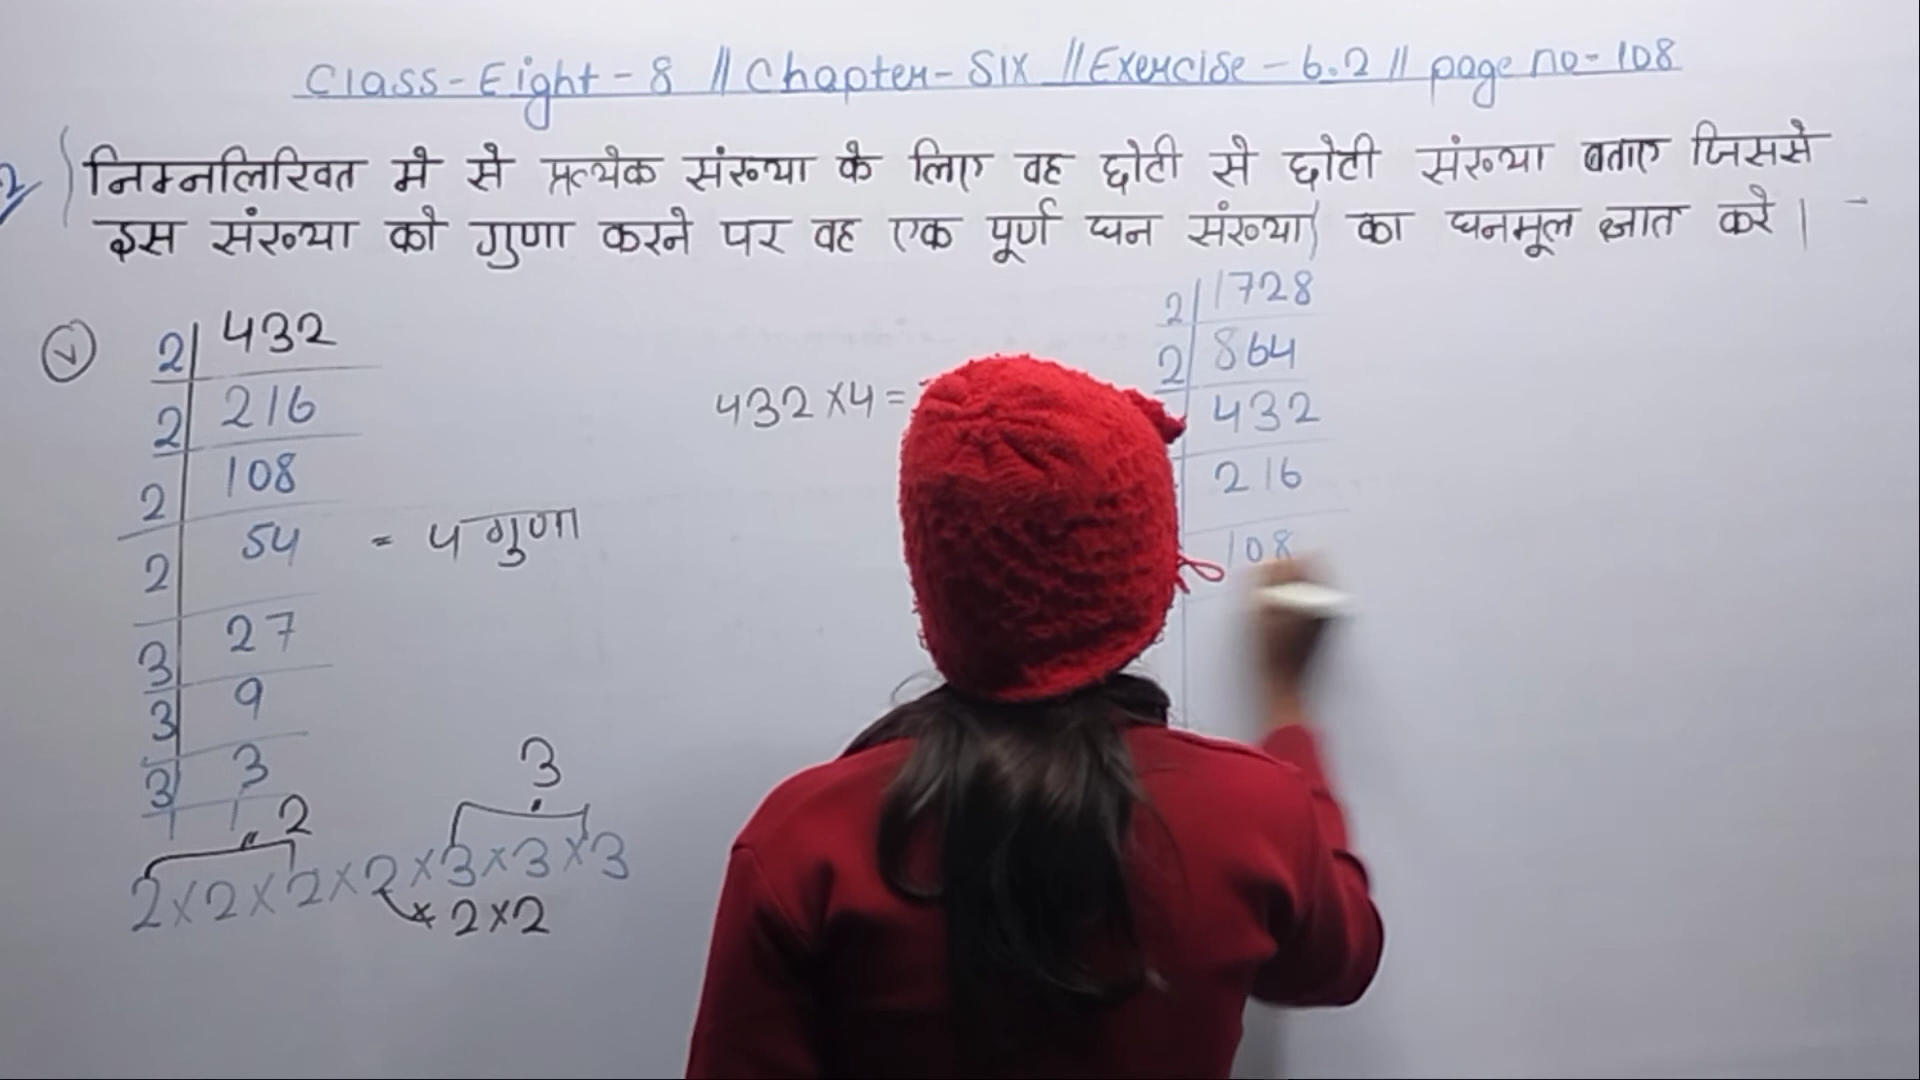 Class-Eight-8 || Chapter-Six || Exercise-6.2 || page no-108
2) निम्नलिखित मे से प्रत्येक संख्या के लिए वह छोटी से छोटी संख्या बताए जिससे
इस संख्या को गुणा करने पर वह एक पूर्ण घन संख्या का घनमूल ज्ञात करे।
v
2 | 432
2 | 216
2 | 108
2 | 54 = 4 गुणा
3 | 27
3 | 9
3 | 3
1
2
3
2×2×2×2×3×3×3
×2×2
432×4=
2 | 1728
2 | 864
432
216
108